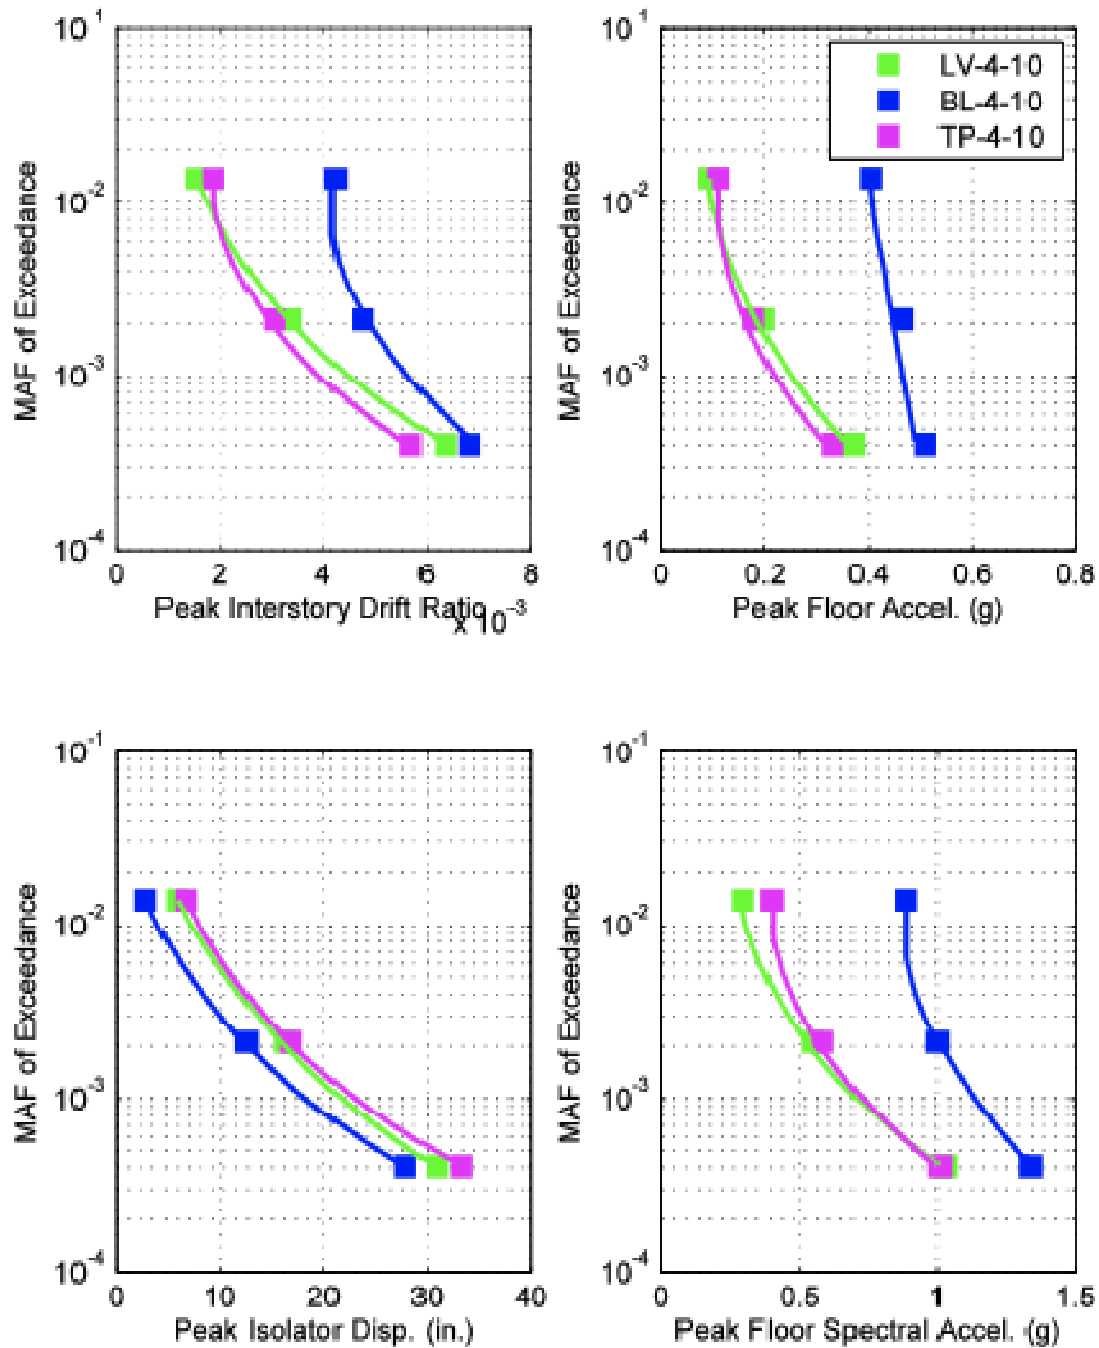 10^-1
10^-2
10^-3
10^-4
MAF of Exceedance
0 2 4 6 8
Peak Interstory Drift Ratio
x 10^-3
10^-1
10^-2
10^-3
10^-4
MAF of Exceedance
LV-4-10
BL-4-10
TP-4-10
0 0.2 0.4 0.6 0.8
Peak Floor Accel. (g)
10^-1
10^-2
10^-3
10^-4
MAF of Exceedance
0 10 20 30 40
Peak Isolator Disp. (in.)
10^-1
10^-2
10^-3
10^-4
MAF of Exceedance
0 0.5 1 1.5
Peak Floor Spectral Accel. (g)